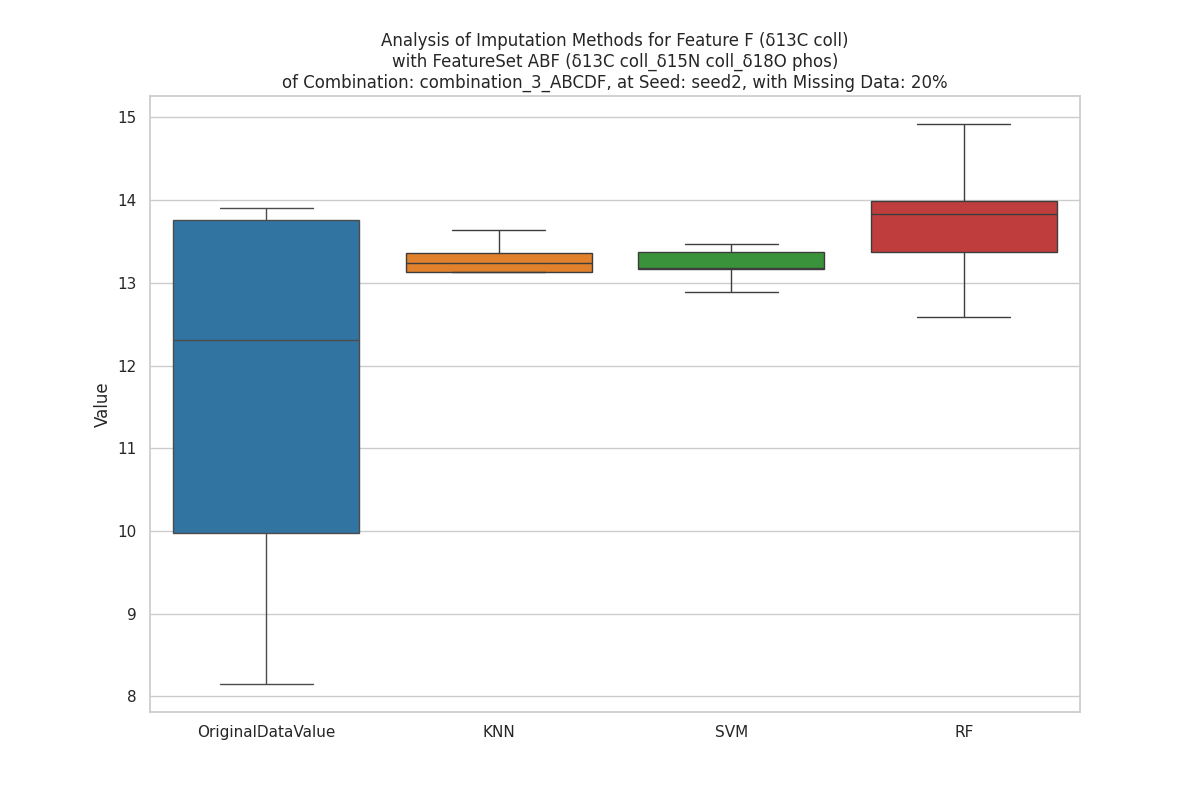 Analysis of Imputation Methods for Feature F (δ13C coll)
with FeatureSet ABF (δ13C coll_δ15N coll_δ18O phos)
of Combination: combination_3_ABCDF, at Seed: seed2, with Missing Data: 20%
15
14
13
12
11
10
9
8
Value
OriginalDataValue
KNN
SVM
RF